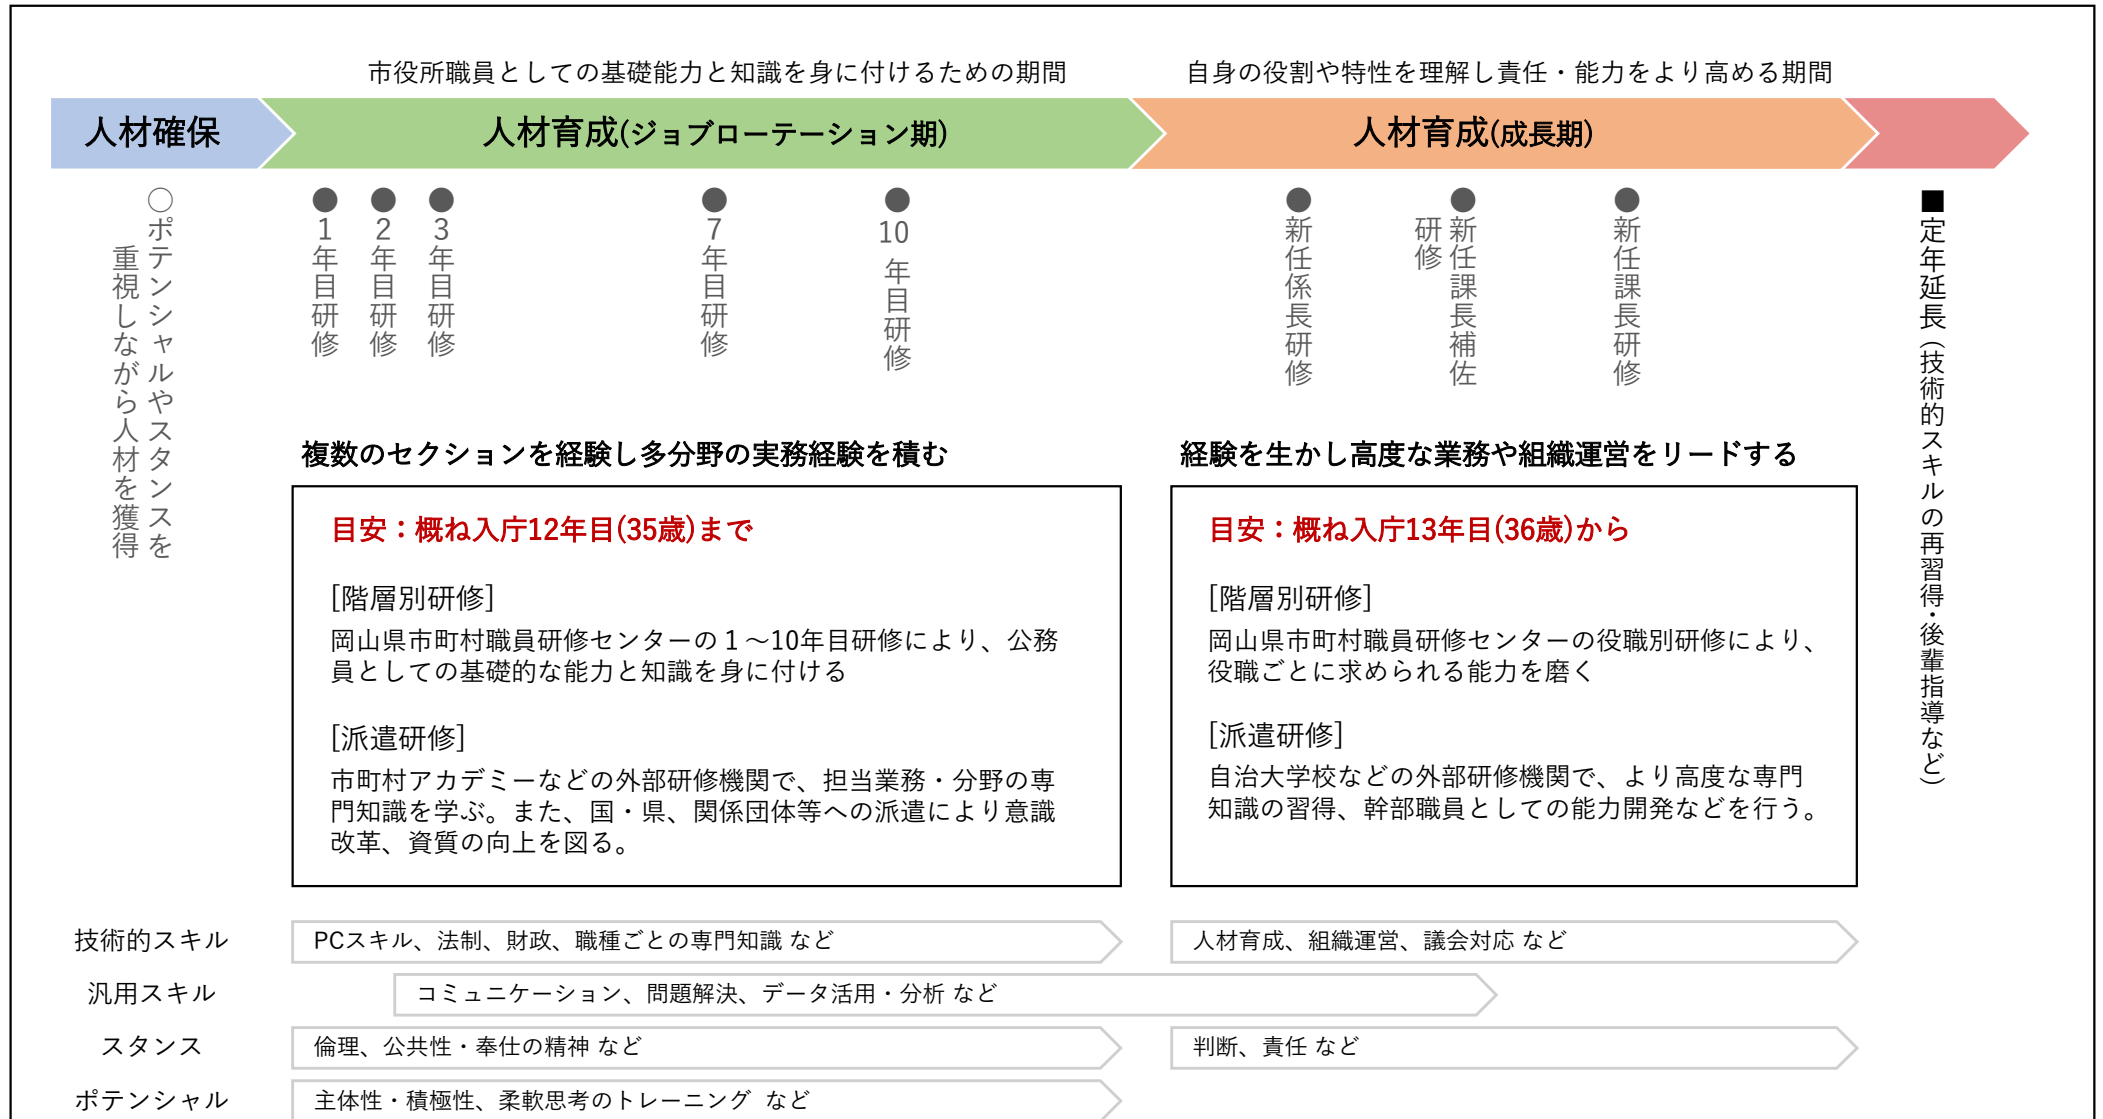 市役所職員としての基礎能力と知識を身に付けるための期間
自身の役割や特性を理解し責任・能力をより高める期間
人材確保
人材育成(ジョブローテーション期)
人材育成(成長期)
○ポテンシャルやスタンスを
重視しながら人材を獲得
●1年目研修
●2年目研修
●3年目研修
●7年目研修
●10年目研修
●新任係長研修
●新任課長補佐
研修
●新任課長研修
■定年延長（技術的スキルの再習得・後輩指導など）
複数のセクションを経験し多分野の実務経験を積む
目安：概ね入庁12年目(35歳)まで
[階層別研修]
岡山県市町村職員研修センターの１～10年目研修により、公務
員としての基礎的な能力と知識を身に付ける
[派遣研修]
市町村アカデミーなどの外部研修機関で、担当業務・分野の専
門知識を学ぶ。また、国・県、関係団体等への派遣により意識
改革、資質の向上を図る。
経験を生かし高度な業務や組織運営をリードする
目安：概ね入庁13年目(36歳)から
[階層別研修]
岡山県市町村職員研修センターの役職別研修により、
役職ごとに求められる能力を磨く
[派遣研修]
自治大学校などの外部研修機関で、より高度な専門
知識の習得、幹部職員としての能力開発などを行う。
技術的スキル
PCスキル、法制、財政、職種ごとの専門知識 など
人材育成、組織運営、議会対応 など
汎用スキル
コミュニケーション、問題解決、データ活用・分析 など
スタンス
倫理、公共性・奉仕の精神 など
判断、責任 など
ポテンシャル
主体性・積極性、柔軟思考のトレーニング など